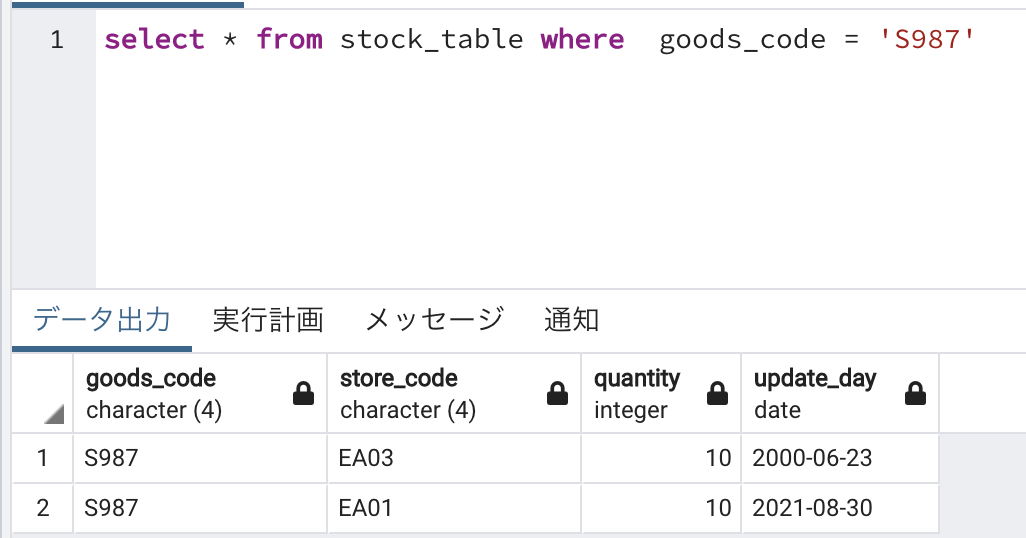 1 select * from stock_table where  goods_code = 'S987'
データ出力 実行計画 メッセージ 通知
goods_code store_code quantity update_day
character (4) character (4) integer date
1 S987 EA03 10 2000-06-23
2 S987 EA01 10 2021-08-30